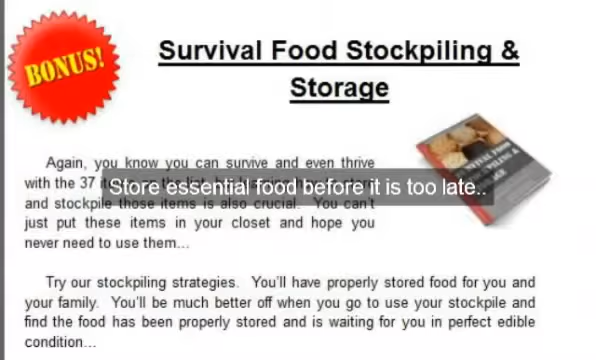 BONUS!
Survival Food Stockpiling &
Storage
Again, you know you can survive and even thrive
with the 37
Store essential food before it is too late..
and stockpile those items is also crucial. You can't
just put these items in your closet and hope you
never need to use them...
Try our stockpiling strategies. You'll have properly stored food for you and
your family. You'll be much better off when you go to use your stockpile and
find the food has been properly stored and is waiting for you in perfect edible
condition...